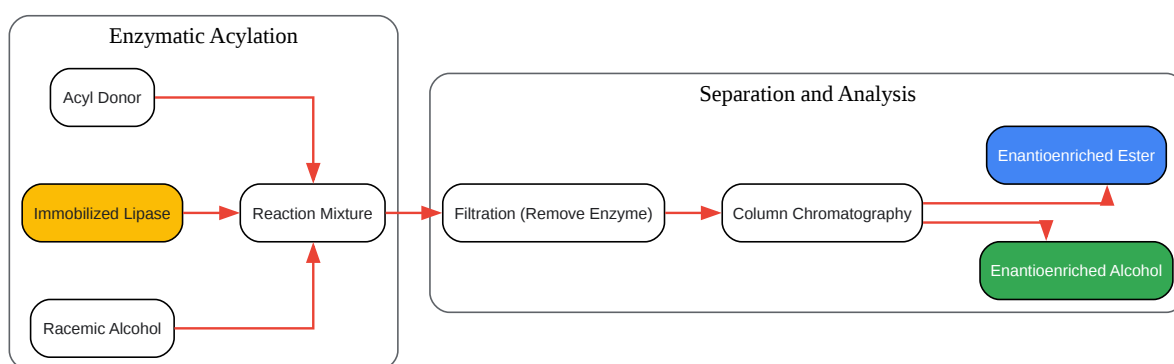 Enzymatic Acylation
Acyl Donor
Immobilized Lipase
Reaction Mixture
Racemic Alcohol
Separation and Analysis
Filtration (Remove Enzyme)
Column Chromatography
Enantioenriched Ester
Enantioenriched Alcohol